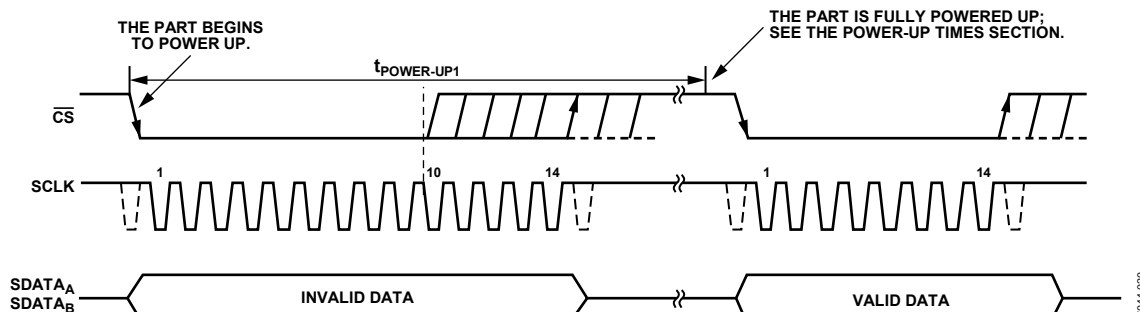 THE PART BEGINS
TO POWER UP.
THE PART IS FULLY POWERED UP;
SEE THE POWER-UP TIMES SECTION.
tPOWER-UP1
CS
SCLK
1
10
14
1
14
SDATAA
SDATAB
INVALID DATA
VALID DATA